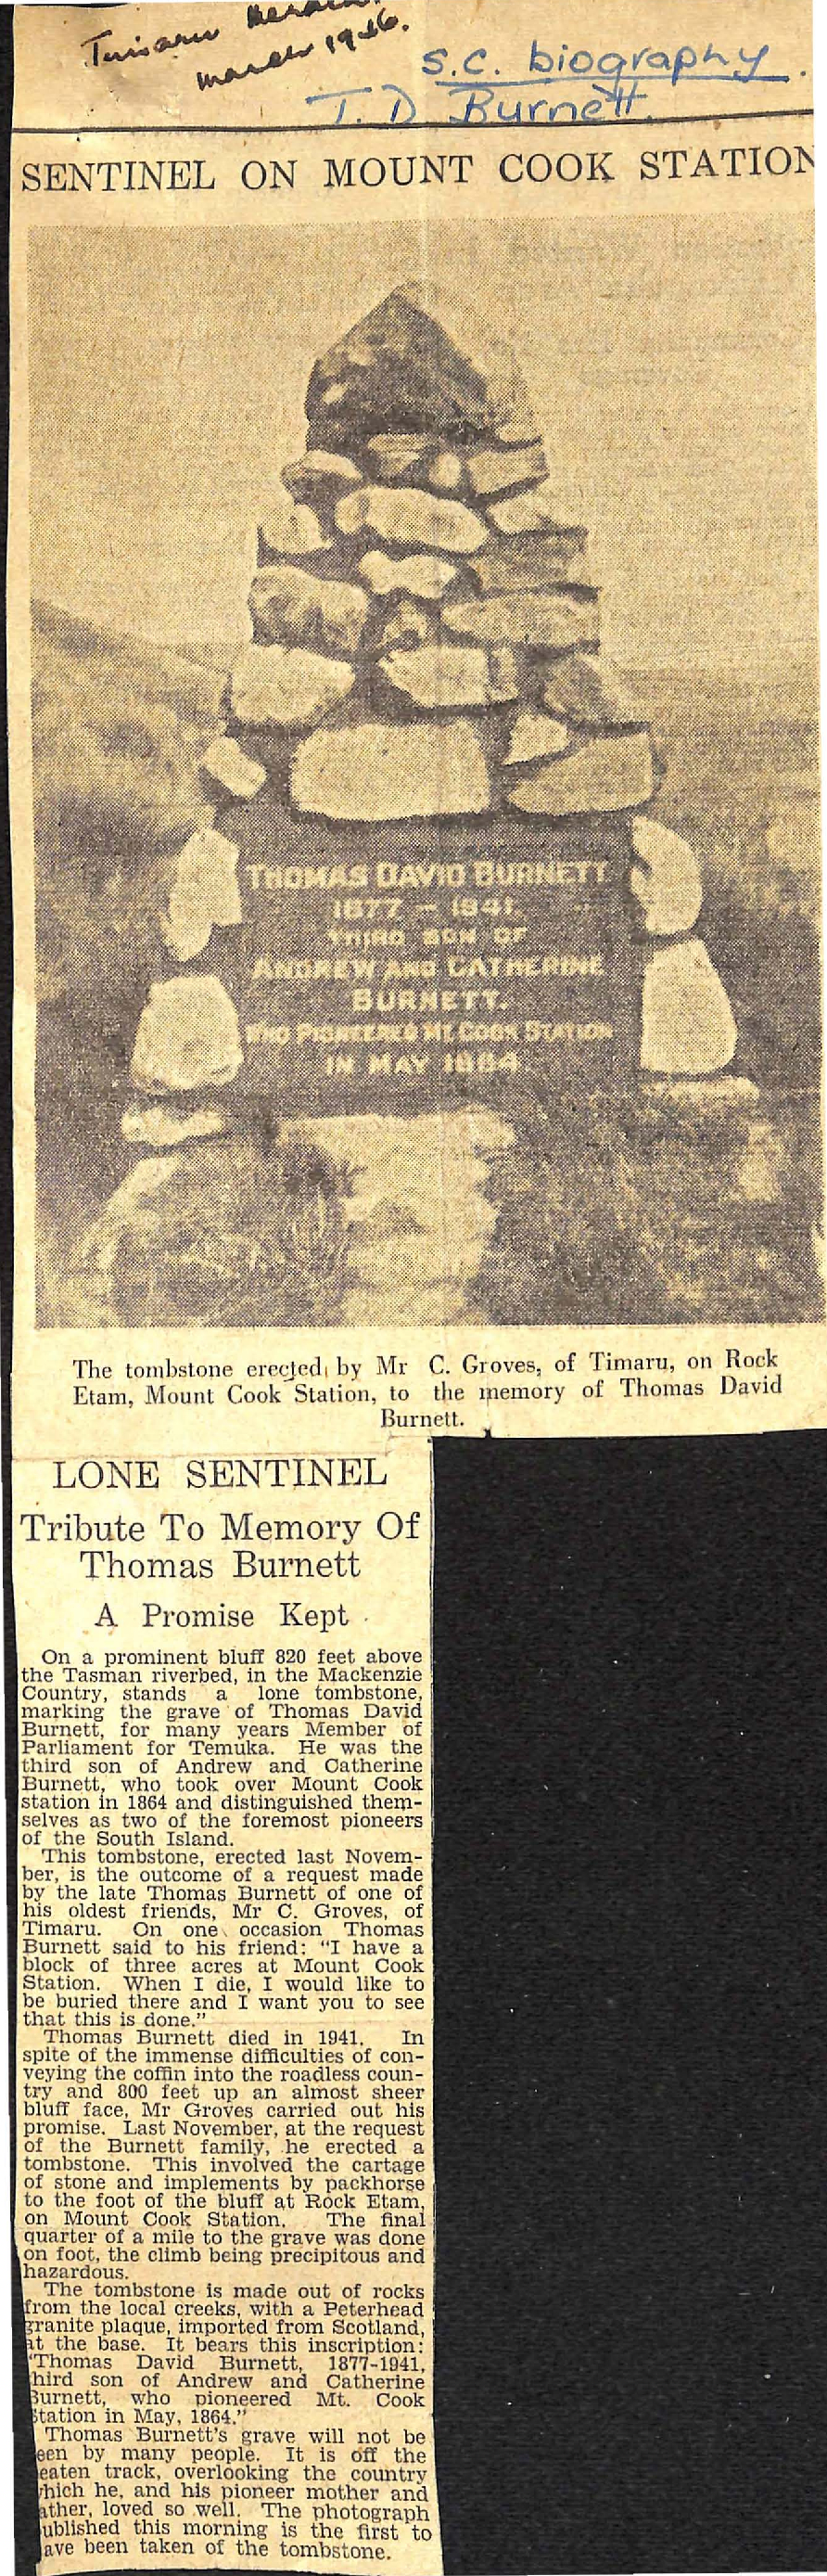 Timaru Herald
March 1946.
S.C. biography.
T. D Burnett.
SENTINEL ON MOUNT COOK STATION
THOMAS DAVID BURNETT
1877 - 1941.
THIRD SON OF
ANDREW AND CATHERINE
BURNETT.
WHO PIONEERED MT. COOK STATION
IN MAY 1864
The tombstone erected by Mr C. Groves, of Timaru, on Rock
Etam, Mount Cook Station, to the memory of Thomas David
Burnett.
LONE SENTINEL
Tribute To Memory Of
Thomas Burnett
A Promise Kept
On a prominent bluff 820 feet above
the Tasman riverbed, in the Mackenzie
Country, stands a lone tombstone,
marking the grave of Thomas David
Burnett, for many years Member of
Parliament for Temuka. He was the
third son of Andrew and Catherine
Burnett, who took over Mount Cook
station in 1864 and distinguished them-
selves as two of the foremost pioneers
of the South Island.
This tombstone, erected last Novem-
ber, is the outcome of a request made
by the late Thomas Burnett of one of
his oldest friends, Mr C. Groves, of
Timaru. On one occasion Thomas
Burnett said to his friend: "I have a
block of three acres at Mount Cook
Station. When I die, I would like to
be buried there and I want you to see
that this is done."
Thomas Burnett died in 1941. In
spite of the immense difficulties of con-
veying the coffin into the roadless coun-
try and 800 feet up an almost sheer
bluff face, Mr Groves carried out his
promise. Last November, at the request
of the Burnett family, he erected a
tombstone. This involved the cartage
of stone and implements by packhorse
to the foot of the bluff at Rock Etam,
on Mount Cook Station. The final
quarter of a mile to the grave was done
on foot, the climb being precipitous and
hazardous.
The tombstone is made out of rocks
from the local creeks, with a Peterhead
granite plaque, imported from Scotland,
at the base. It bears this inscription:
"Thomas David Burnett, 1877-1941,
hird son of Andrew and Catherine
Burnett, who pioneered Mt. Cook
Station in May, 1864."
Thomas Burnett's grave will not be
een by many people. It is off the
eaten track, overlooking the country
hich he, and his pioneer mother and
ather, loved so well. The photograph
ublished this morning is the first to
ave been taken of the tombstone.